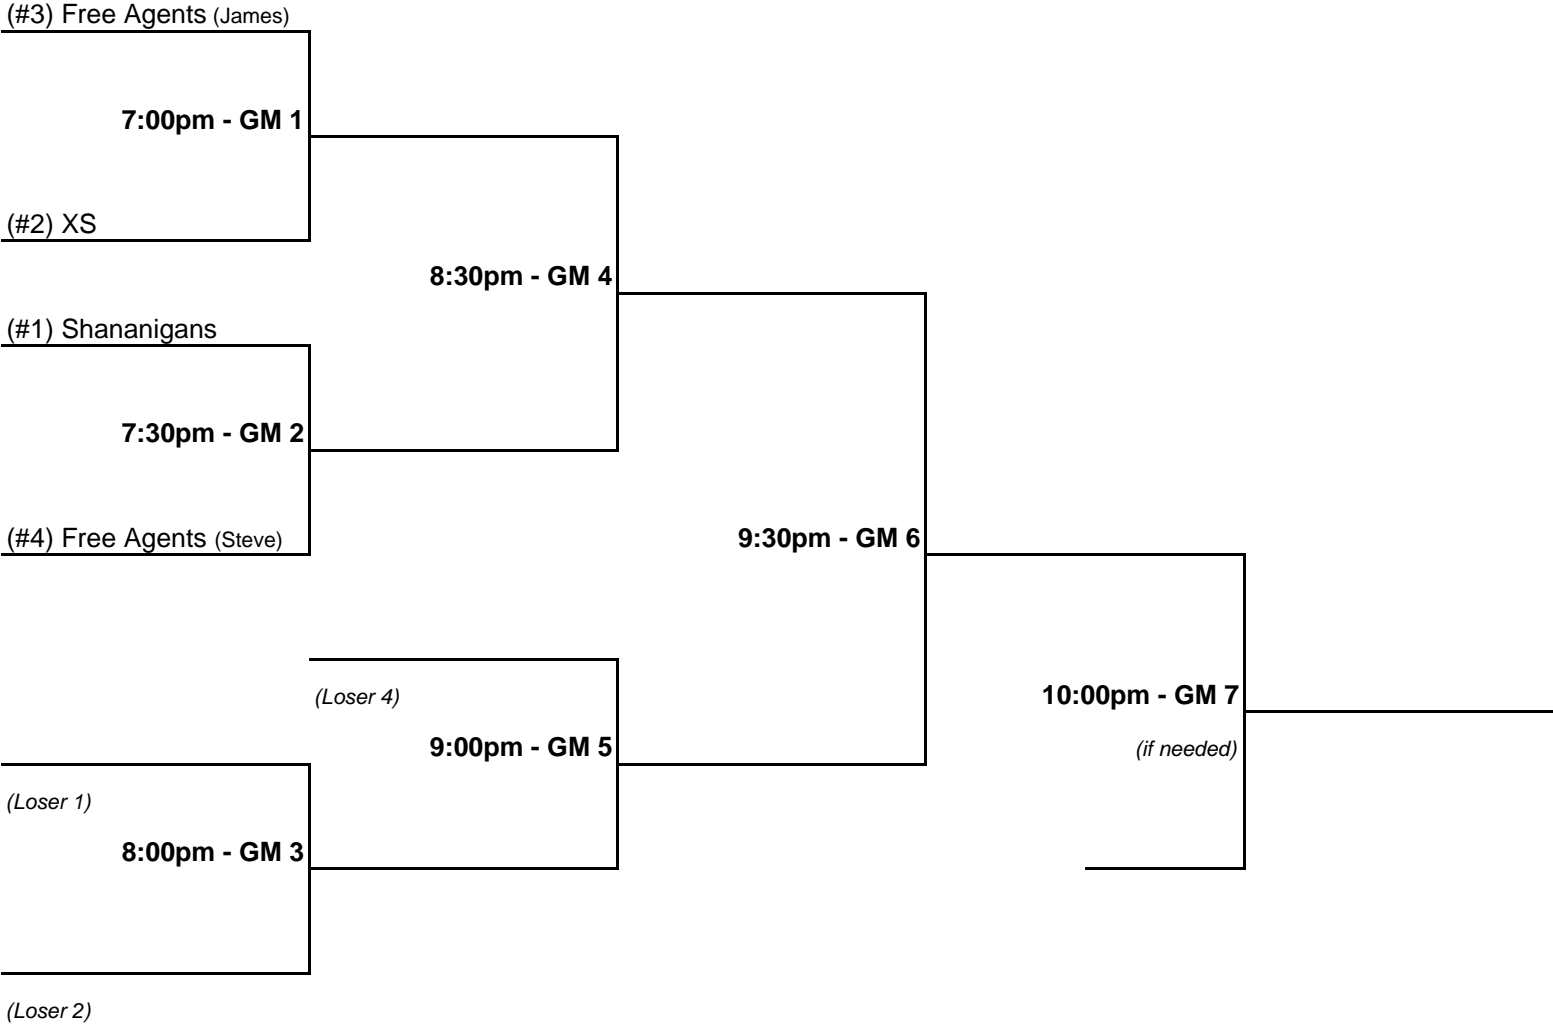 (#3) Free Agents (James)
7:00pm - GM 1
(#2) XS
8:30pm - GM 4
(#1) Shananigans
7:30pm - GM 2
(#4) Free Agents (Steve)
9:30pm - GM 6
(Loser 4)
10:00pm - GM 7
9:00pm - GM 5
(if needed)
(Loser 1)
8:00pm - GM 3
(Loser 2)